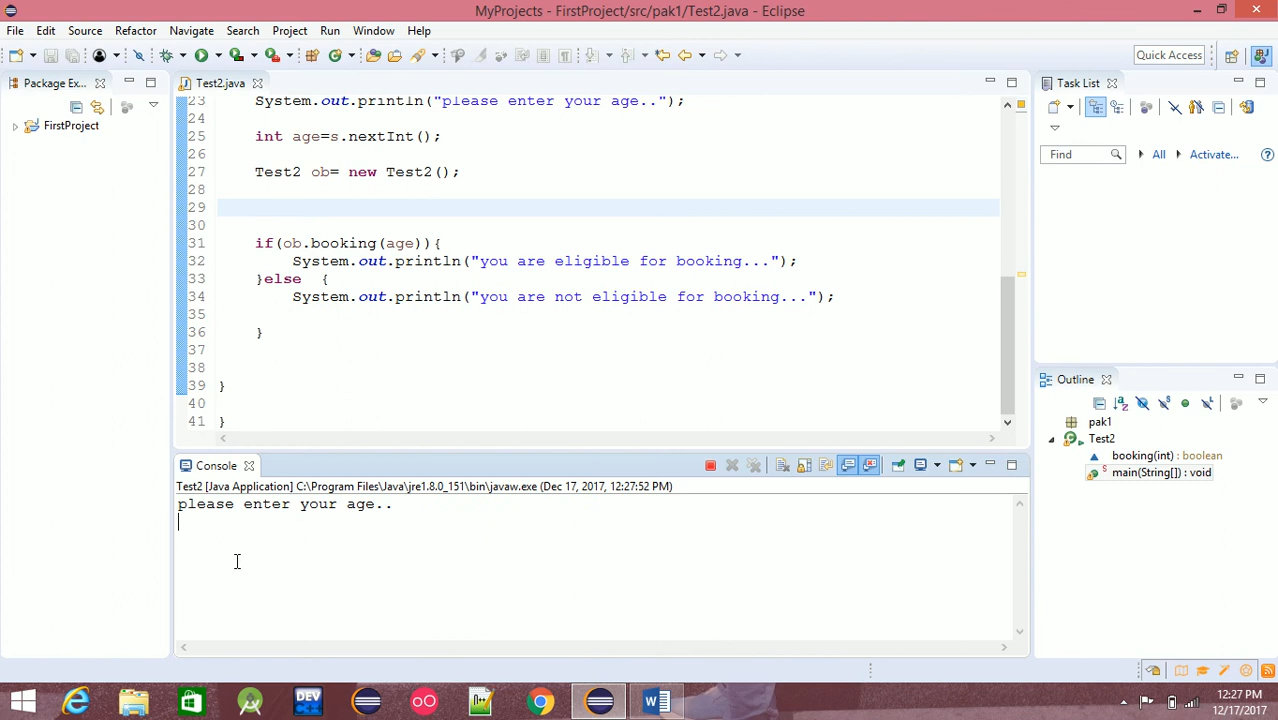 MyProjects - FirstProject/src/pak1/Test2.java - Eclipse
File Edit Source Refactor Navigate Search Project Run Window Help
Quick Access
Package Ex...
FirstProject
Test2.java
23 System.out.println("please enter your age..");
24
25 int age=s.nextInt();
26
27 Test2 ob= new Test2();
28
29
30
31 if(ob.booking(age)){
32 System.out.println("you are eligible for booking...");
33 }else {
34 System.out.println("you are not eligible for booking...");
35
36 }
37
38
39 }
40
41 }
Task List
Find All Activate...
Outline
pak1
Test2
booking(int) : boolean
main(String[]) : void
Console
Test2 [Java Application] C:\Program Files\Java\jre1.8.0_151\bin\javaw.exe (Dec 17, 2017, 12:27:52 PM)
please enter your age..
DEV
W
12:27 PM
12/17/2017